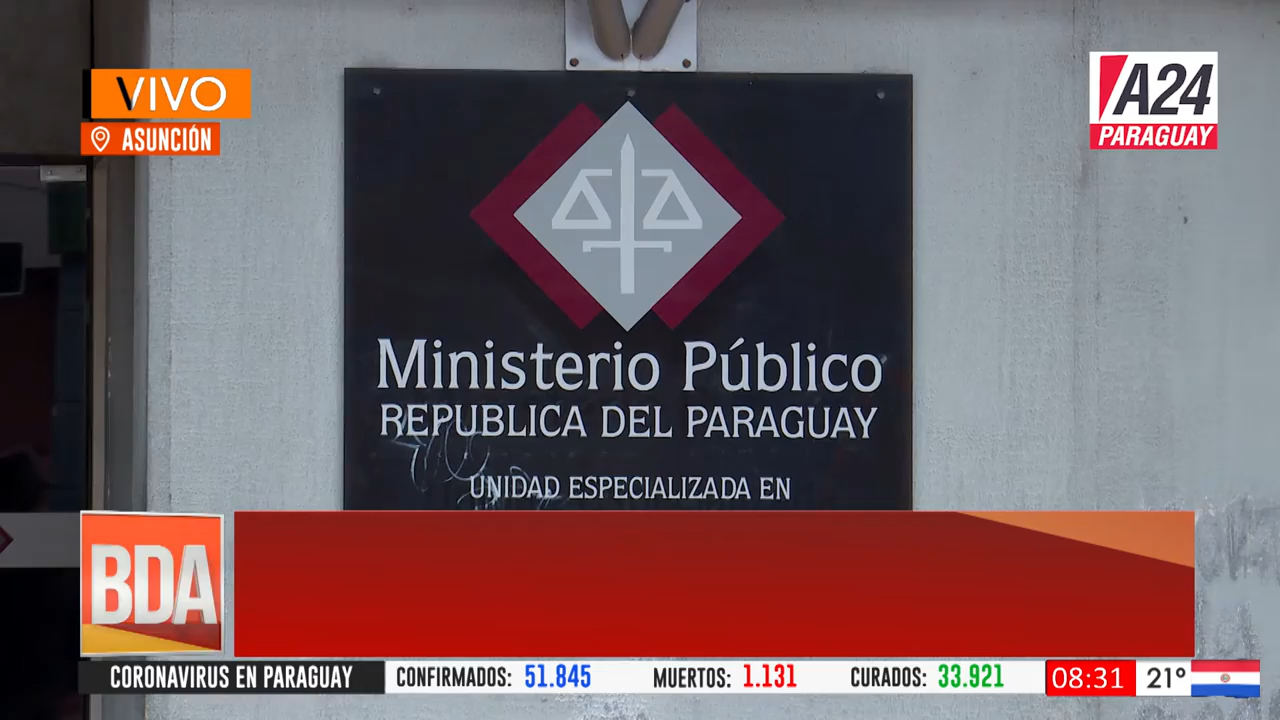 VIVO
ASUNCIÓN
A24
PARAGUAY
Ministerio Público
REPUBLICA DEL PARAGUAY
UNIDAD ESPECIALIZADA EN
BDA
CORONAVIRUS EN PARAGUAY CONFIRMADOS: 51.845 MUERTOS: 1.131 CURADOS: 33.921 08:31 21°